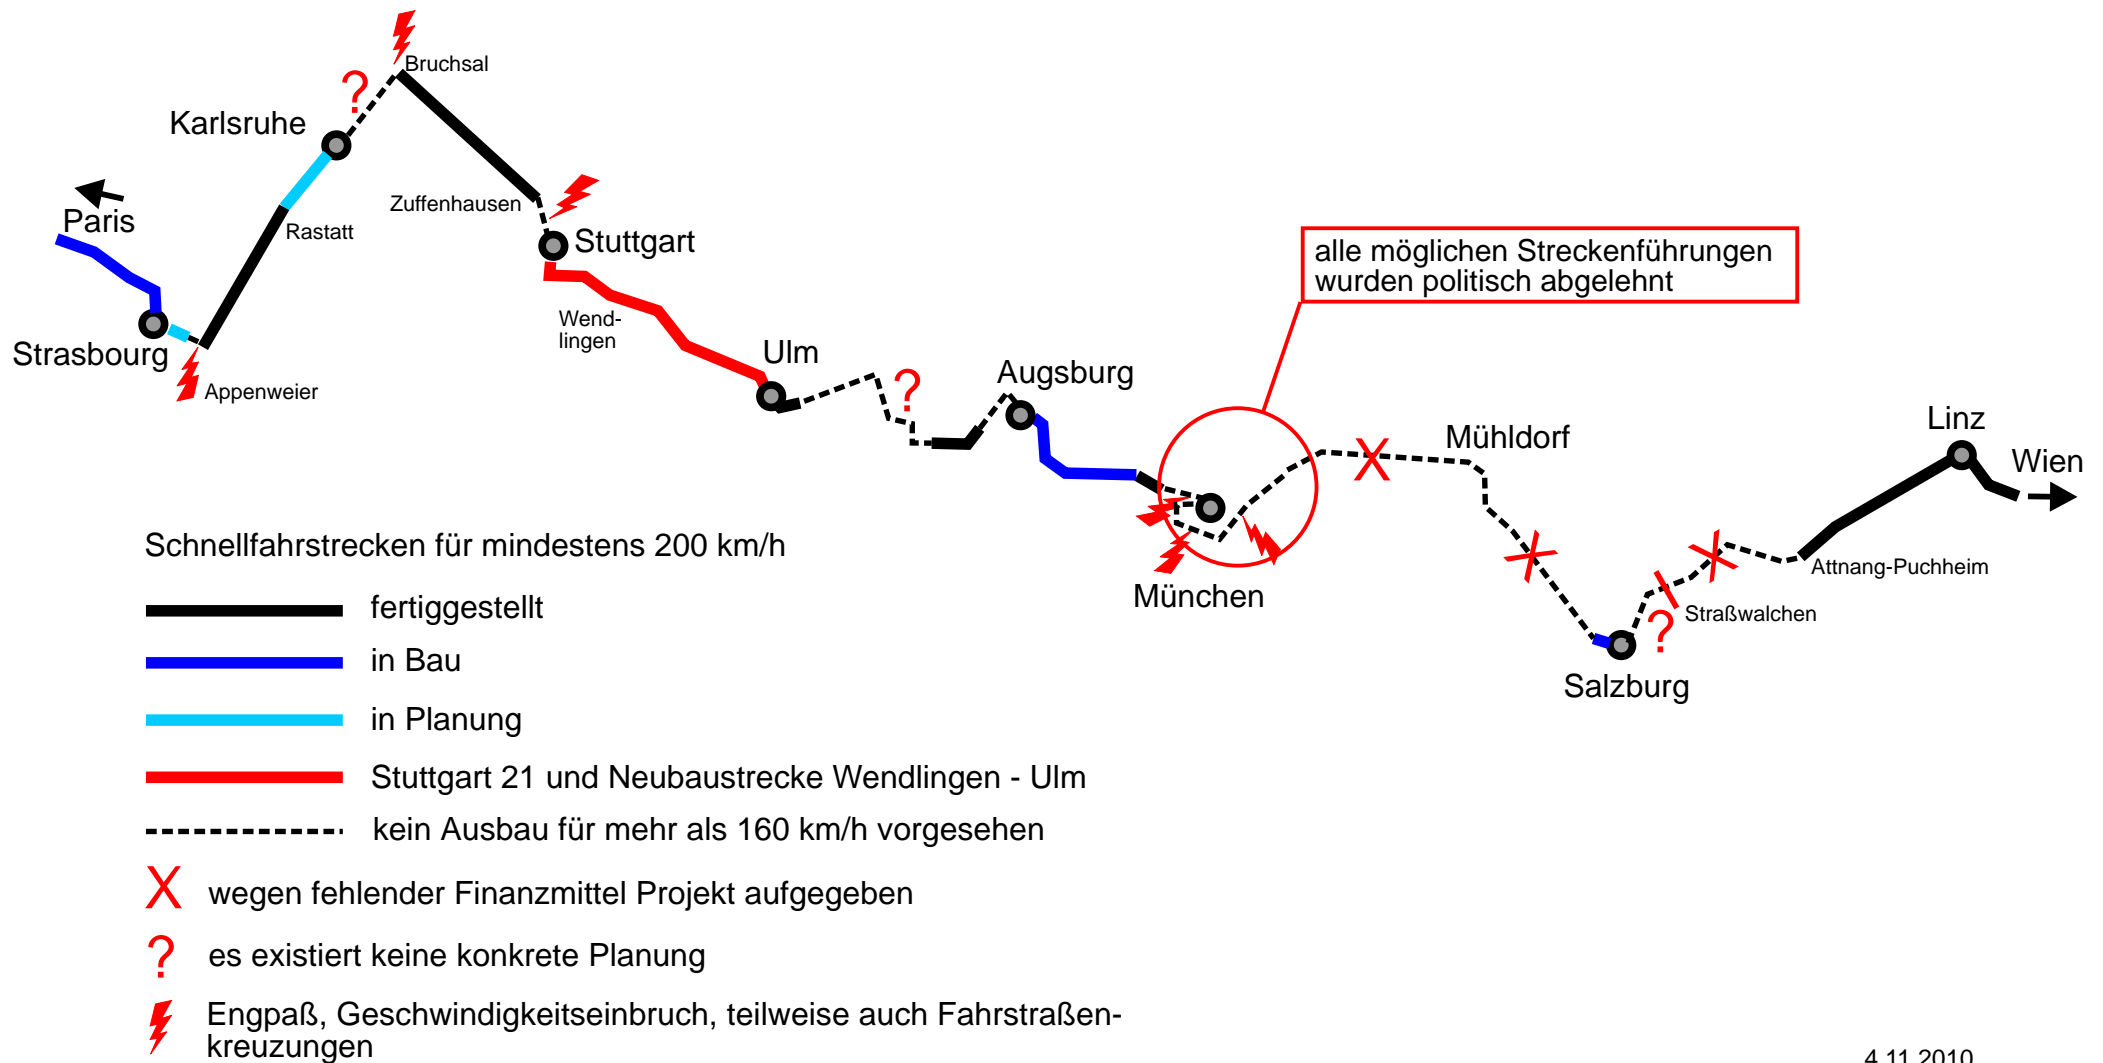 Bruchsal
?
Karlsruhe
Paris
Zuffenhausen
Rastatt
Stuttgart
alle möglichen Streckenführungen
wurden politisch abgelehnt
Strasbourg
Appenweier
Wend-
lingen
Ulm
?
Augsburg
X
Mühldorf
Linz
Wien
München
Attnang-Puchheim
Straßwalchen
?
Salzburg
Schnellfahrstrecken für mindestens 200 km/h
fertiggestellt
in Bau
in Planung
Stuttgart 21 und Neubaustrecke Wendlingen - Ulm
kein Ausbau für mehr als 160 km/h vorgesehen
X wegen fehlender Finanzmittel Projekt aufgegeben
? es existiert keine konkrete Planung
Engpaß, Geschwindigkeitseinbruch, teilweise auch Fahrstraßen-
kreuzungen
4.11.2010